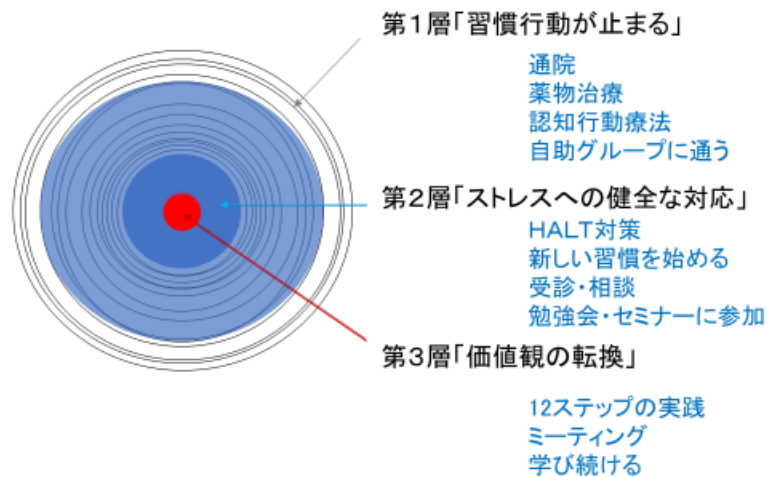 第１層「習慣行動が止まる」
通院
薬物治療
認知行動療法
自助グループに通う
第２層「ストレスへの健全な対応」
ＨＡＬＴ対策
新しい習慣を始める
受診・相談
勉強会・セミナーに参加
第３層「価値観の転換」
12ステップの実践
ミーティング
学び続ける